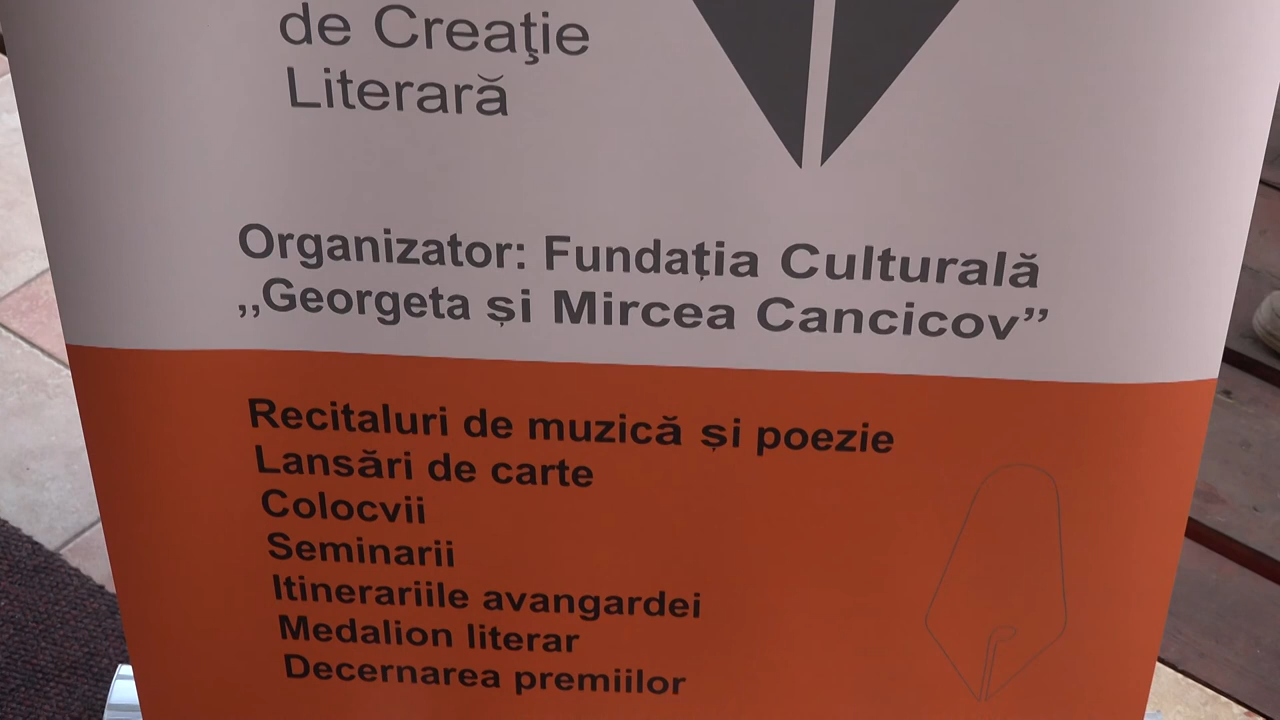 de Creaţie
Literară
Organizator: Fundația Culturală
,,Georgeta și Mircea Cancicov”
Recitaluri de muzică și poezie
Lansări de carte
Colocvii
Seminarii
Itinerariile avangardei
Medalion literar
Decernarea premiilor